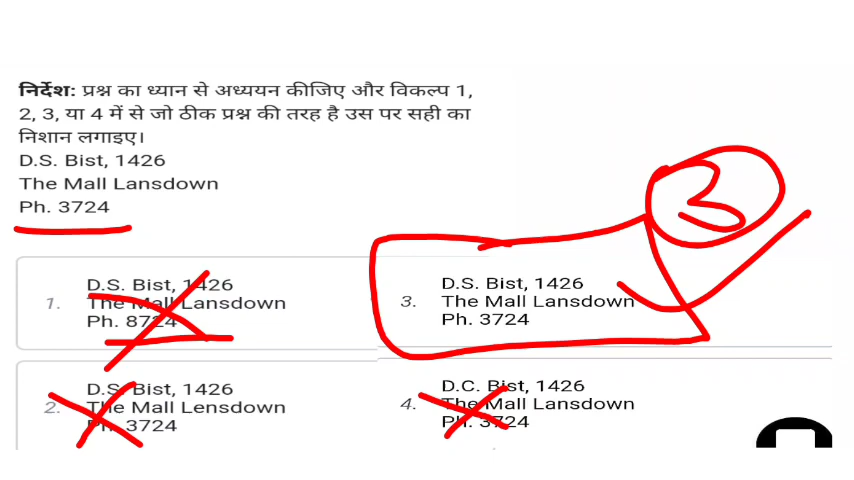 निर्देश: प्रश्न का ध्यान से अध्ययन कीजिए और विकल्प 1,
2, 3, या 4 में से जो ठीक प्रश्न की तरह है उस पर सही का
निशान लगाइए।
D.S. Bist, 1426
The Mall Lansdown
Ph. 3724
1.
D.S. Bist, 1426
The Mall Lansdown
Ph. 8724
2.
D.S. Bist, 1426
The Mall Lensdown
Ph. 3724
3.
D.S. Bist, 1426
The Mall Lansdown
Ph. 3724
4.
D.C. Bist, 1426
The Mall Lansdown
Ph. 3724
3